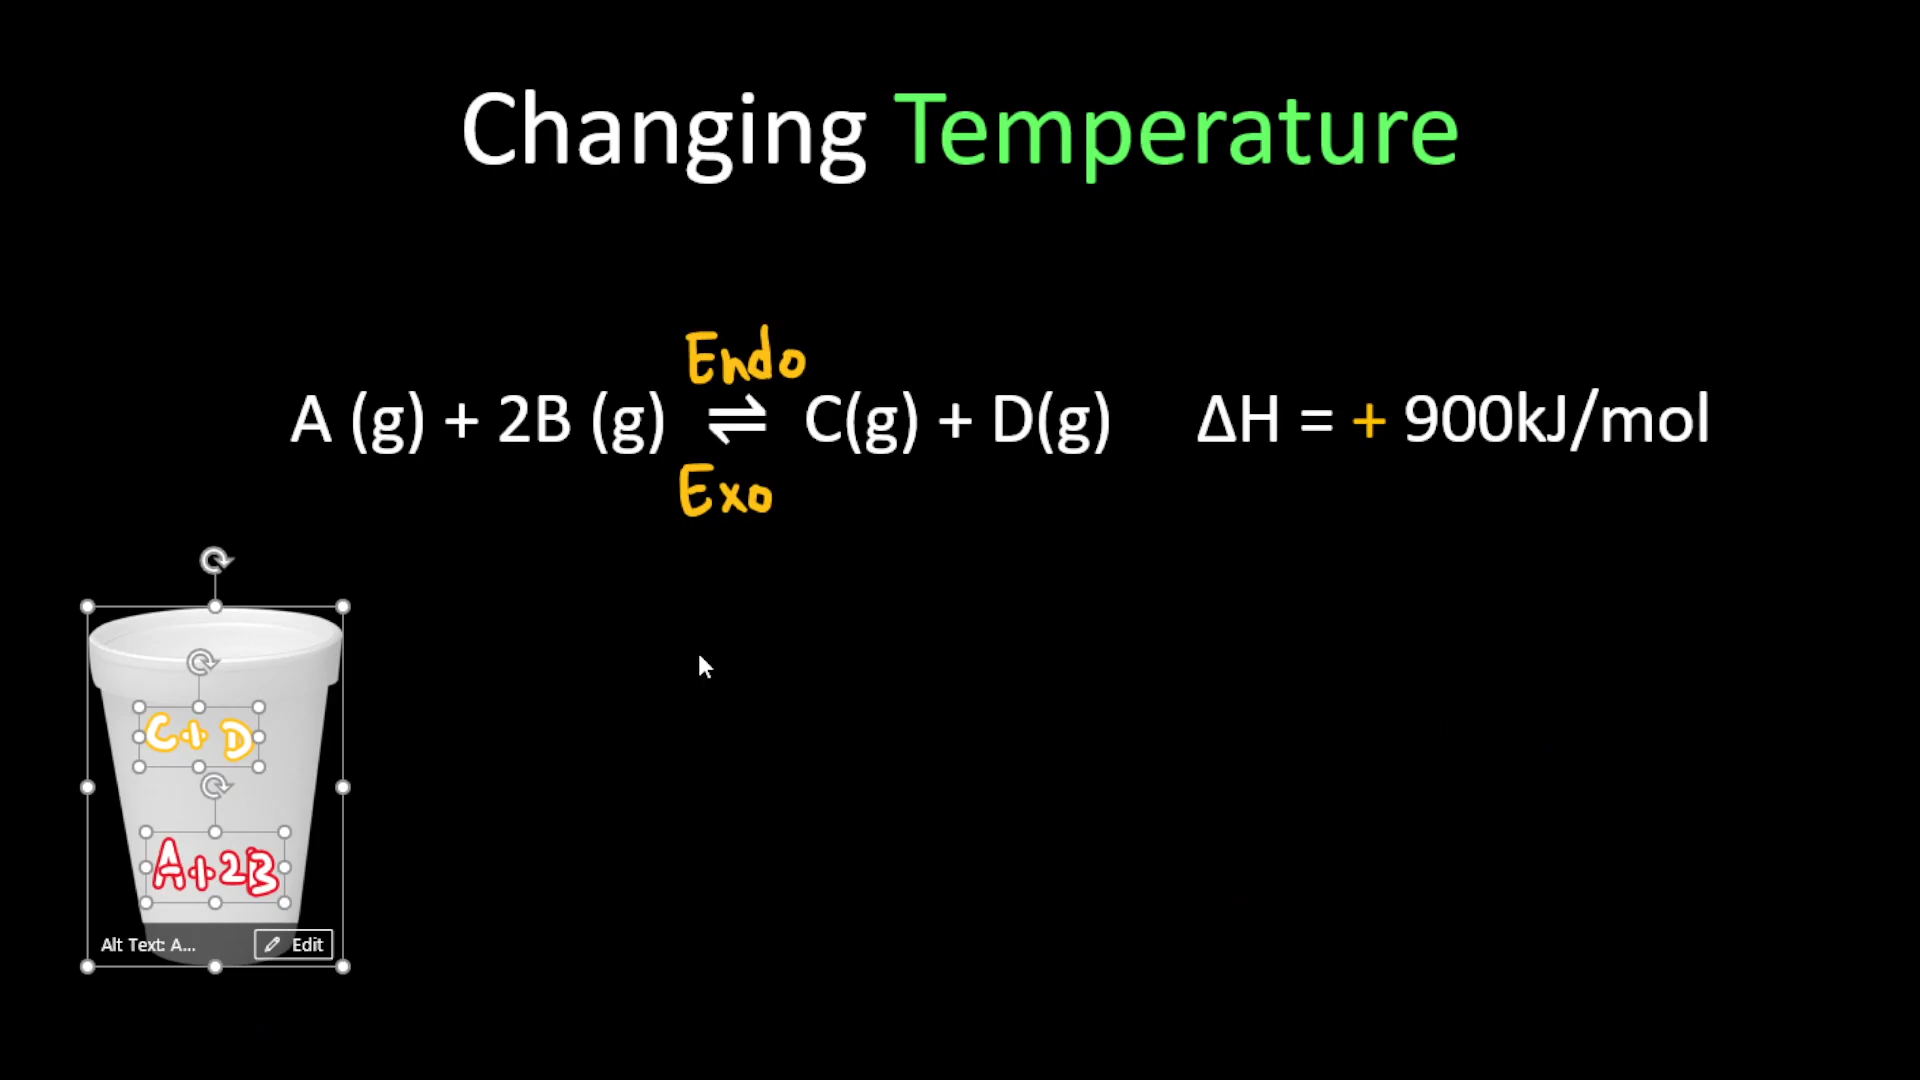 Changing Temperature
Endo
A (g) + 2B (g) ⇌ C(g) + D(g) ΔH = + 900kJ/mol
Exo
C+D
A+2B
Alt Text: A... Edit